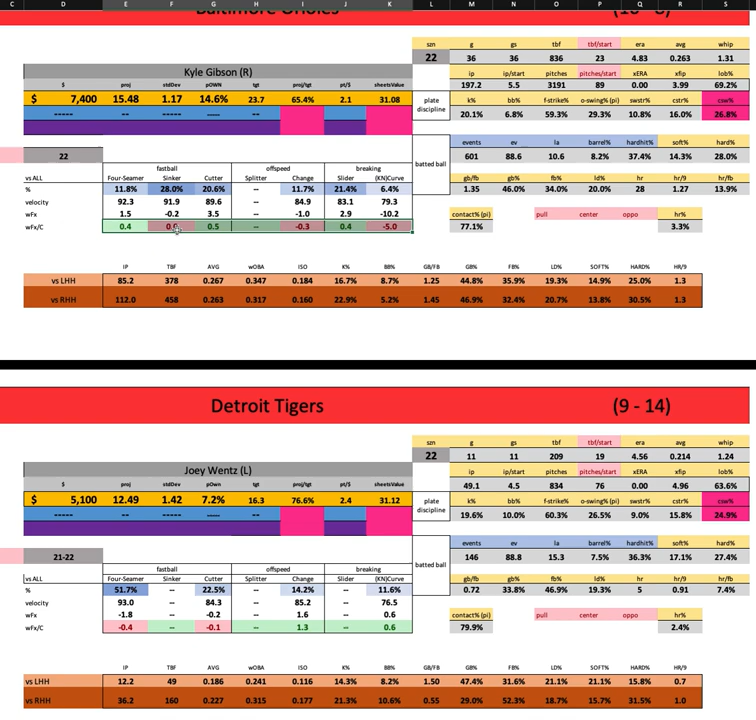 C D E F G H I J K L M N O P Q R S
Baltimore Orioles
szn g gs tbf tbf/start era avg whip
22 36 36 836 23 4.83 0.263 1.31
Kyle Gibson (R)
ip ip/start pitches pitches/start xERA xfip lob%
$ proj stdDev pOWN tgt proj/tgt pt/$ sheetsValue
197.2 5.5 3191 89 0.00 3.99 69.2%
$ 7,400 15.48 1.17 14.6% 23.7 65.4% 2.1 31.08
plate discipline
k% bb% f-strike% o-swing% (pi) swstr% cstr% csw%
----- -- --- ---- --
20.1% 6.8% 59.3% 29.3% 10.8% 16.0% 26.8%
events ev la barrel% hardhit% soft% hard%
22
601 88.6 10.6 8.2% 37.4% 14.3% 28.0%
batted ball
fastball offspeed breaking
vs ALL Four-Seamer Sinker Cutter Splitter Change Slider (KN)Curve
gb/fb gb% fb% ld% hr hr/9 hr/fb
% 11.8% 28.0% 20.6% -- 11.7% 21.4% 6.4%
1.35 46.0% 34.0% 20.0% 28 1.27 13.9%
velocity 92.3 91.9 89.6 -- 84.9 83.1 79.3
wFx 1.5 -0.2 3.5 -- -1.0 2.9 -10.2
contact% (pi) pull center oppo hr%
wFx/C 0.4 0.5 -- -0.3 0.4 -5.0
77.1% 3.3%
IP TBF AVG wOBA ISO K% BB% GB/FB GB% FB% LD% SOFT% HARD% HR/9
vs LHH 85.2 378 0.267 0.347 0.184 16.7% 8.7% 1.25 44.8% 35.9% 19.3% 14.9% 25.0% 1.3
vs RHH 112.0 458 0.263 0.317 0.160 22.9% 5.2% 1.45 46.9% 32.4% 20.7% 13.8% 30.5% 1.3
Detroit Tigers (9 - 14)
szn g gs tbf tbf/start era avg whip
22 11 11 209 19 4.56 0.214 1.24
Joey Wentz (L)
ip ip/start pitches pitches/start xERA xfip lob%
$ proj stdDev pOwn tgt proj/tgt pt/$ sheetsValue
49.1 4.5 834 76 0.00 4.96 63.6%
$ 5,100 12.49 1.42 7.2% 16.3 76.6% 2.4 31.12
plate discipline
k% bb% f-strike% o-swing% (pi) swstr% cstr% csw%
----- -- --- ---- --
19.6% 10.0% 60.3% 26.5% 9.0% 15.8% 24.9%
events ev la barrel% hardhit% soft% hard%
21-22
146 88.8 15.3 7.5% 36.3% 17.1% 27.4%
batted ball
fastball offspeed breaking
vs ALL Four-Seamer Sinker Cutter Splitter Change Slider (KN)Curve
gb/fb gb% fb% ld% hr hr/9 hr/fb
% 51.7% -- 22.5% -- 14.2% -- 11.6%
0.72 33.8% 46.9% 19.3% 5 0.91 7.4%
velocity 93.0 -- 84.3 -- 85.2 -- 76.5
wFx -1.8 -- -0.2 -- 1.6 -- 0.6
contact% (pi) pull center oppo hr%
wFx/C -0.4 -- -0.1 -- 1.3 -- 0.6
79.9% 2.4%
IP TBF AVG wOBA ISO K% BB% GB/FB GB% FB% LD% SOFT% HARD% HR/9
vs LHH 12.2 49 0.186 0.241 0.116 14.3% 8.2% 1.50 47.4% 31.6% 21.1% 21.1% 15.8% 0.7
vs RHH 36.2 160 0.227 0.315 0.177 21.3% 10.6% 0.55 29.0% 52.3% 18.7% 15.7% 31.5% 1.0